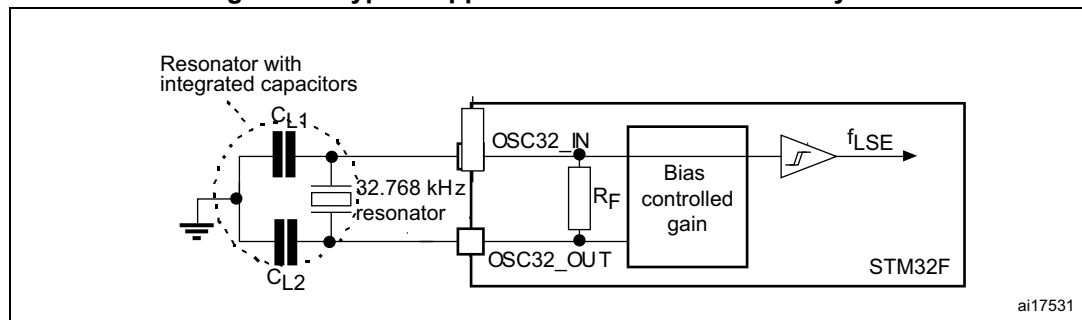 Resonator with
integrated capacitors
CL1
OSC32_IN
fLSE
32.768 kHz
resonator
RF
Bias
controlled
gain
OSC32_OUT
STM32F
CL2
ai17531